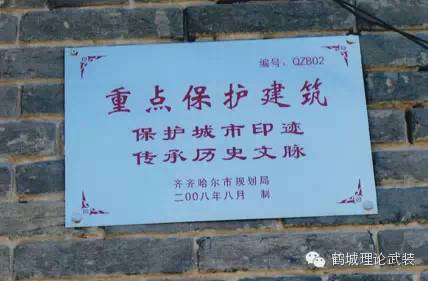 编号：QZB02
重点保护建筑
保护城市印迹
传承历史文脉
齐齐哈尔市规划局
二00八年八月 制
鹤城理论武装